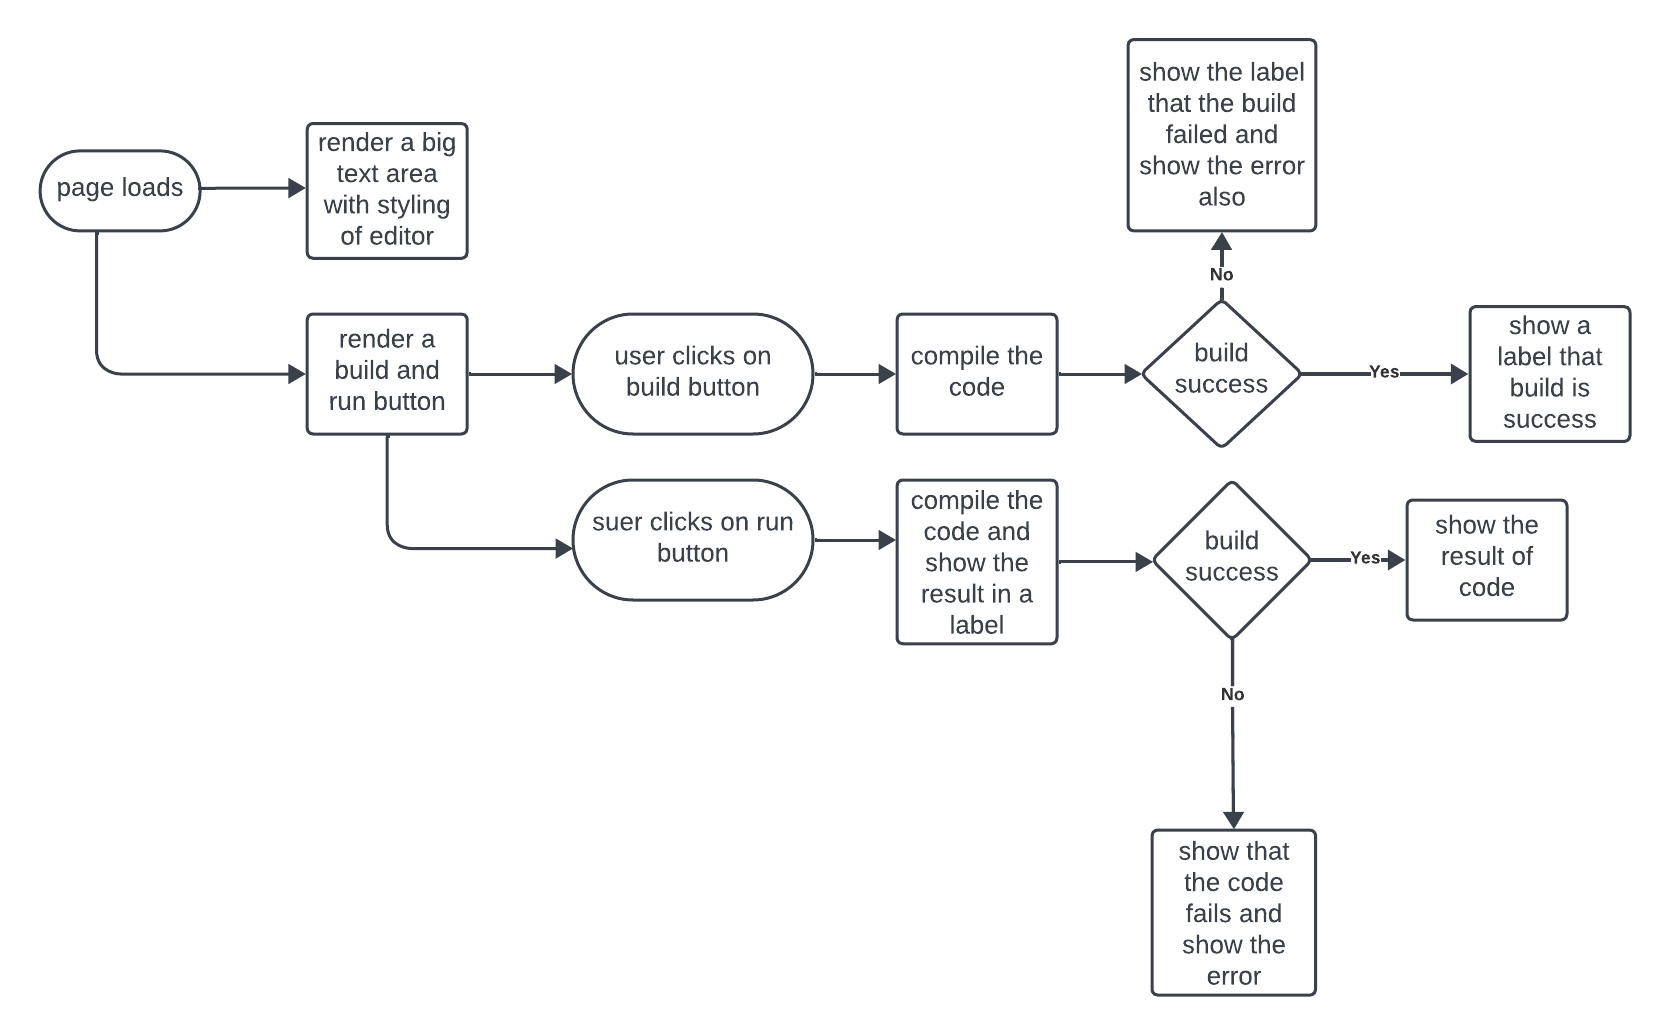 page loads
render a big
text area
with styling
of editor
render a
build and
run button
user clicks on
build button
compile the
code
build
success
No
show the label
that the build
failed and
show the error
also
Yes
show a
label that
build is
success
suer clicks on run
button
compile the
code and
show the
result in a
label
build
success
Yes
show the
result of
code
No
show that
the code
fails and
show the
error